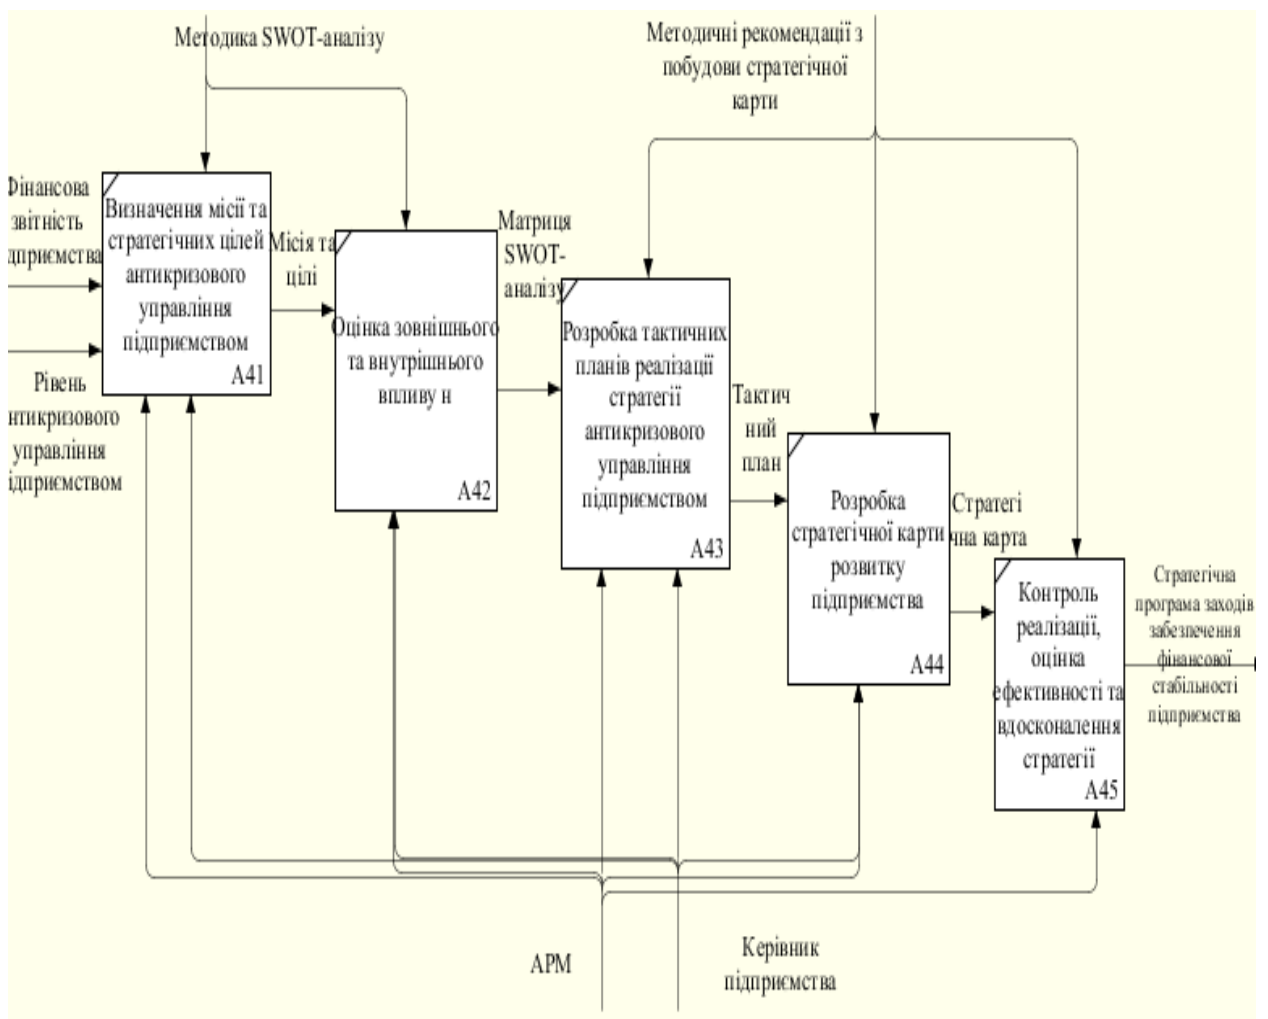 Методика SWOT-аналізу
Методичні рекомендації з
побудови стратегічної
карти
Фінансова
звітність
дприємства
Рівень
нтикризового
управління
ідприємством
Визначення місії та
стратегічних цілей
антикризового
управління
підприємством
A41
Місія та
цілі
Оцінка зовнішнього
та внутрішнього
впливу н
A42
Матриця
SWOT-
аналізу
Розробка тактичних
планів реалізації
стратегії
антикризового
управління
підприємством
A43
Тактич
ний
план
Розробка
стратегічної карти
розвитку
підприємства
A44
Стратегі
чна карта
Контроль
реалізації,
оцінка
ефективності та
вдосконалення
стратегії
A45
Стратегічна
програма заходів
забезпечення
фінансової
стабільності
підприємства
АРМ
Керівник
підприємства